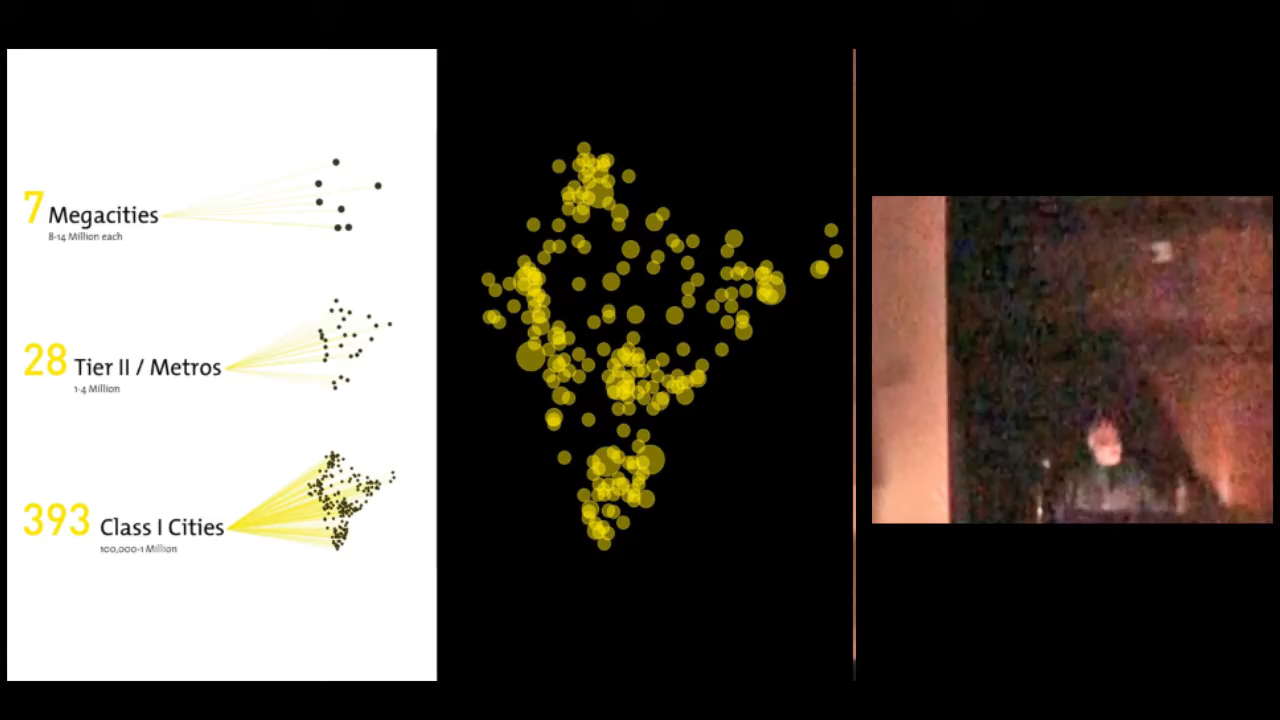 7 Megacities
8-14 Million each
28 Tier II / Metros
1-4 Million
393 Class I Cities
100,000-1 Million